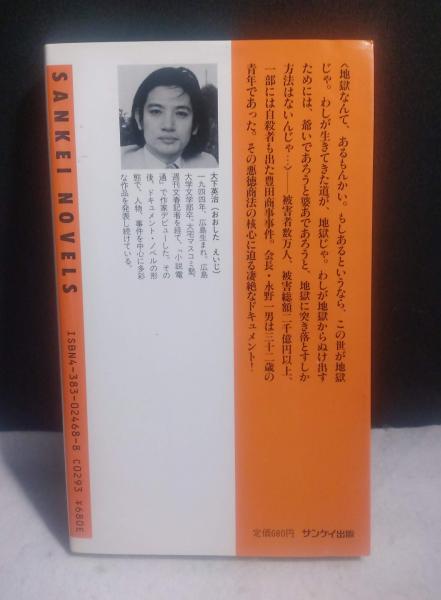 〈地獄なんて、あるもんかい。もしあるというなら、この世が地獄
じゃ。わしが生きてきた道が、地獄じゃ。わしが地獄からぬけ出す
ためには、爺いであろうと婆あであろうと、地獄に突き落とすしか
方法はないんじゃ…〉――被害者数万人、被害総額二千億円以上、
一部には自殺者も出た豊田商事事件。会長・永野一男は三十二歳の
青年であった。その悪徳商法の核心に迫る凄絶なドキュメント!
大下英治(おおした えいじ)
一九四四年、広島生まれ。広島
大学文学部卒。大宅マスコミ塾、
週刊文春記者を経て、「小説電
通」で作家デビューした。その
後、ドキュメント・ノベルの形
態で、人物、事件を中心に多彩
な作品を発表し続けている。
SANKEI NOVELS
ISBN4-383-02468-8 C0293 ¥680E
定価680円 サンケイ出版